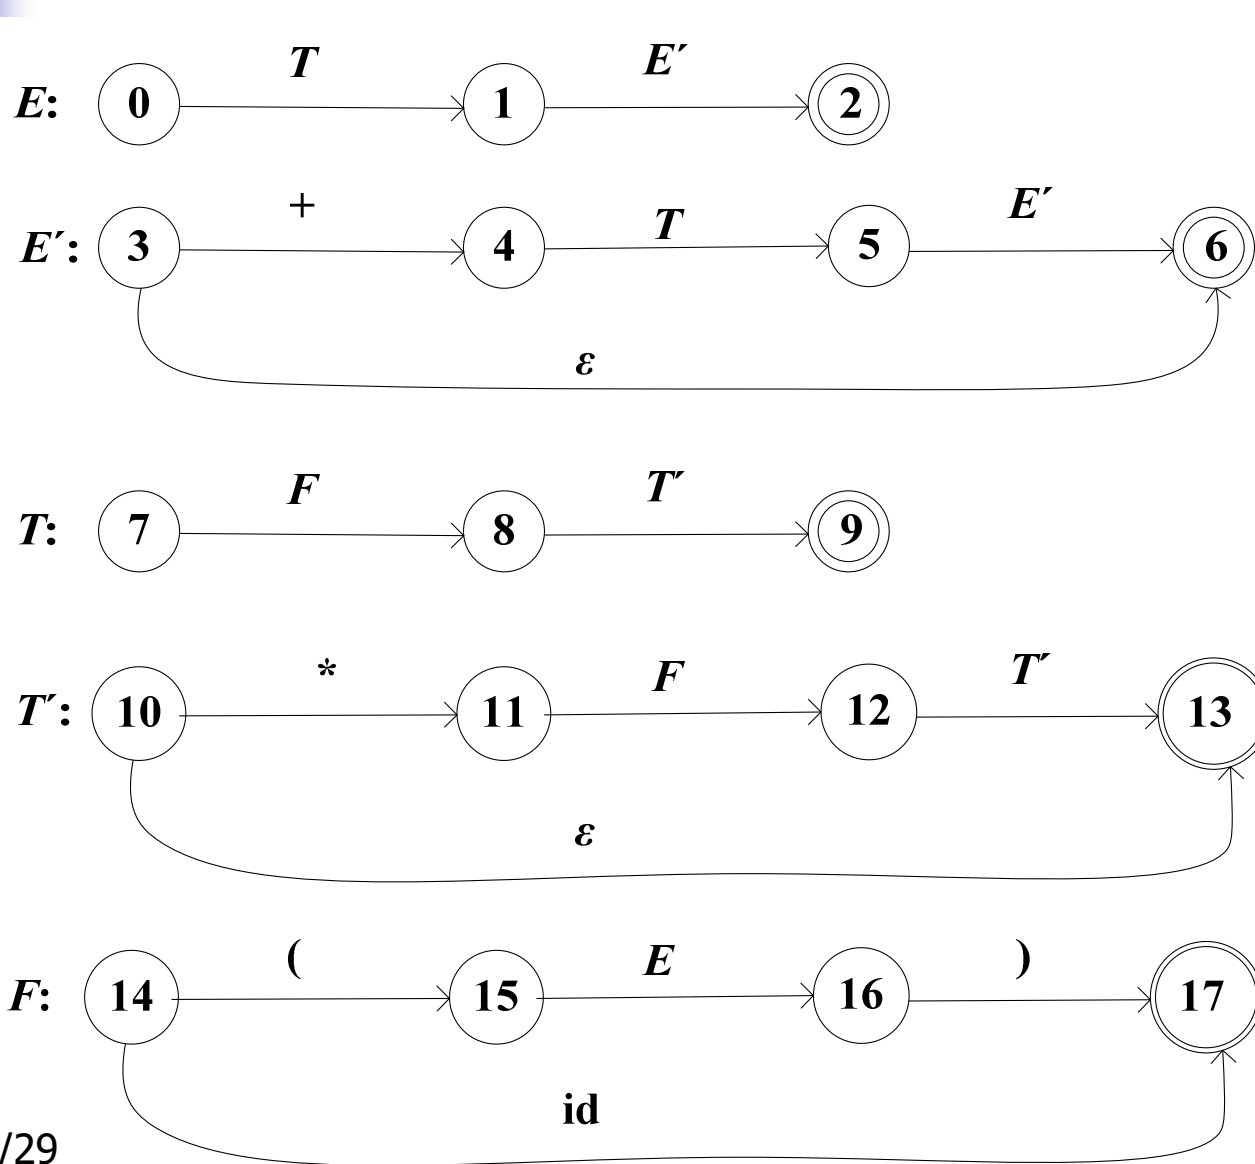 T E′
E: 0 1 2
+ T E′
E′: 3 4 5 6
ε
F T′
T: 7 8 9
* F T′
T′: 10 11 12 13
ε
( E )
F: 14 15 16 17
id
/29